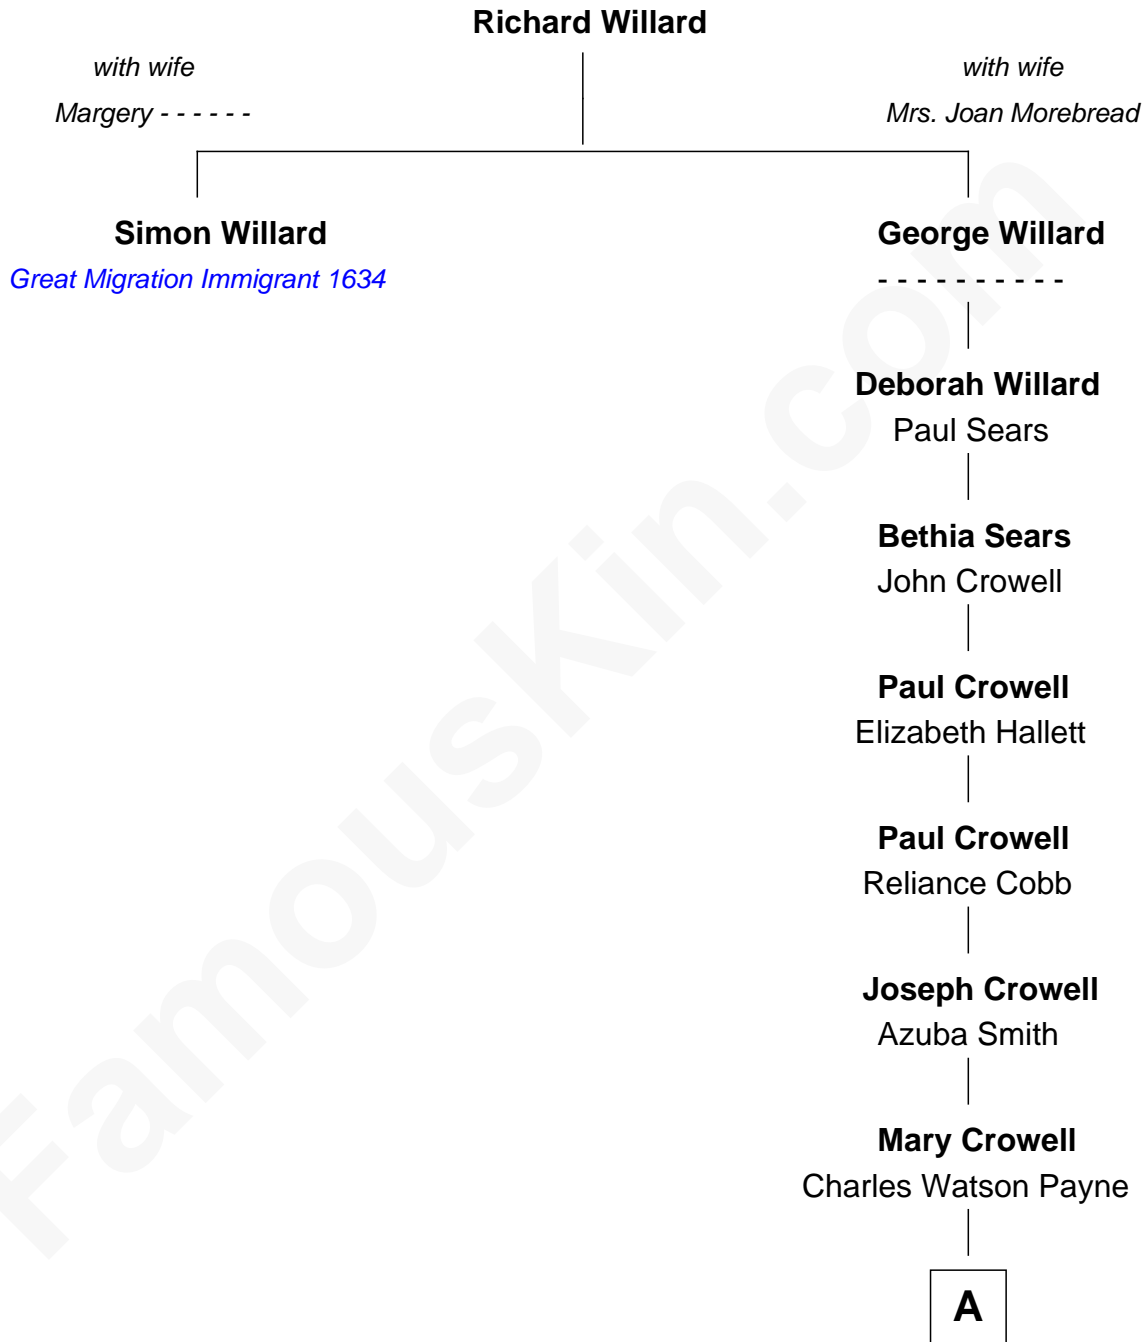 Richard Willard
with wife
with wife
Margery - - - - - -
Mrs. Joan Morebread
Simon Willard
George Willard
Great Migration Immigrant 1634
- - - - - - - - - -
Deborah Willard
Paul Sears
Bethia Sears
John Crowell
Paul Crowell
Elizabeth Hallett
Paul Crowell
Reliance Cobb
Joseph Crowell
Azuba Smith
Mary Crowell
Charles Watson Payne
A
FamousKin.com